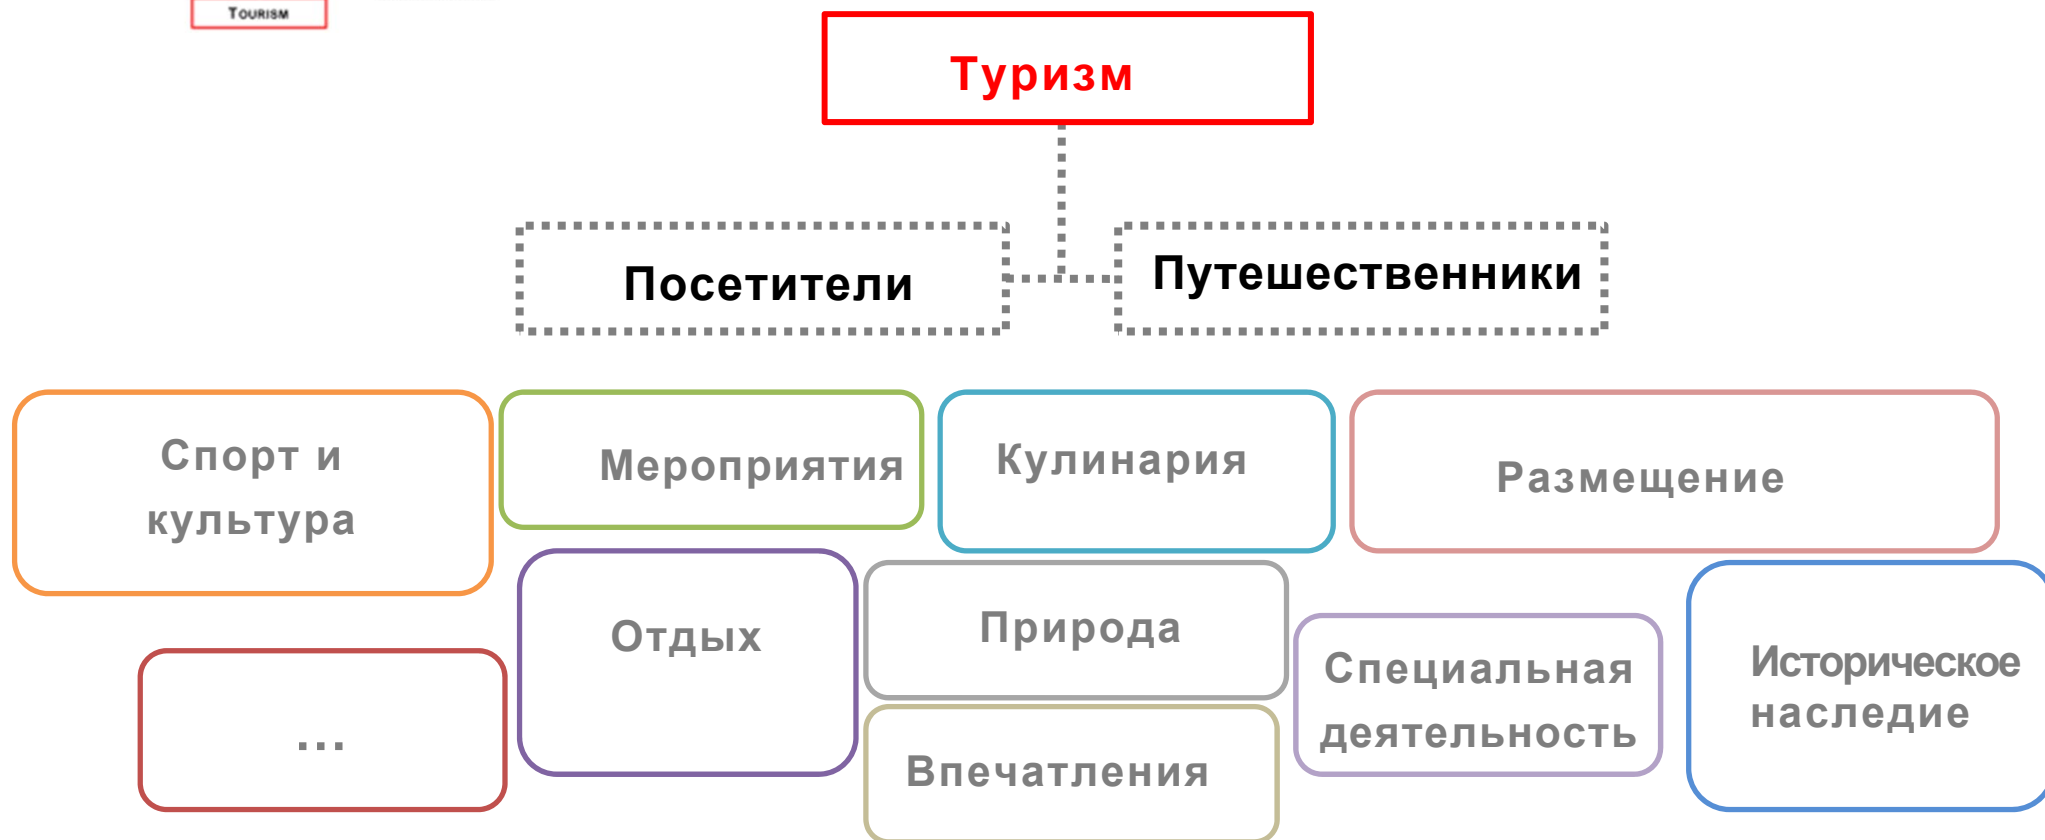 TOURISM
Туризм
Посетители
Путешественники
Спорт и
культура
Мероприятия
Кулинария
Размещение
Отдых
Природа
Специальная
деятельность
Историческое
наследие
...
Впечатления